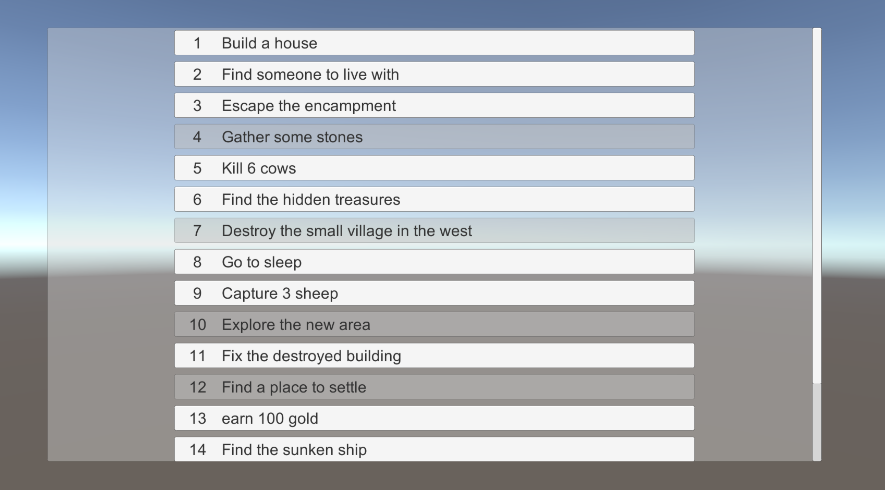 1 Build a house
2 Find someone to live with
3 Escape the encampment
4 Gather some stones
5 Kill 6 cows
6 Find the hidden treasures
7 Destroy the small village in the west
8 Go to sleep
9 Capture 3 sheep
10 Explore the new area
11 Fix the destroyed building
12 Find a place to settle
13 earn 100 gold
14 Find the sunken ship